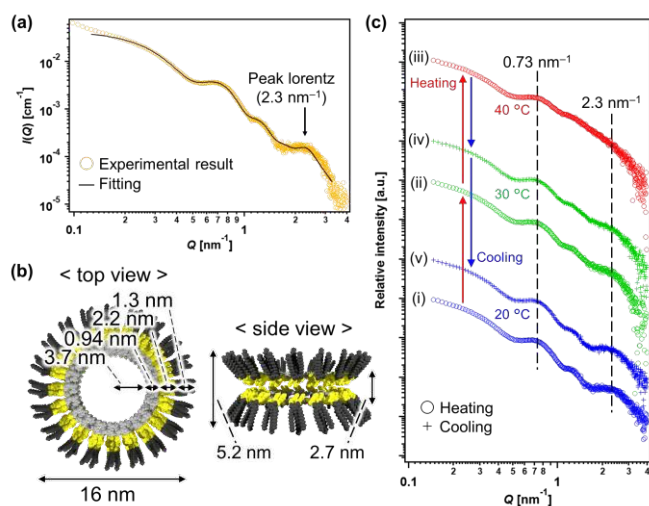 (a)
10⁻²
10⁻³
10⁻⁴
10⁻⁵
I(Q) [cm⁻¹]
Peak lorentz
(2.3 nm⁻¹)
Experimental result
Fitting
0.1
2
3
4
5
6
7
8
9
1
2
3
4
Q [nm⁻¹]
(b)
< top view >
1.3 nm
2.2 nm
0.94 nm
3.7 nm
16 nm
< side view >
5.2 nm
2.7 nm
(c)
Relative intensity [a.u.]
(iii)
Heating
0.73 nm⁻¹
2.3 nm⁻¹
40 °C
(iv)
30 °C
(ii)
Cooling
(v)
20 °C
(i)
Heating
Cooling
0.1
2
3
4
5
6
7
8
9
1
2
3
4
Q [nm⁻¹]